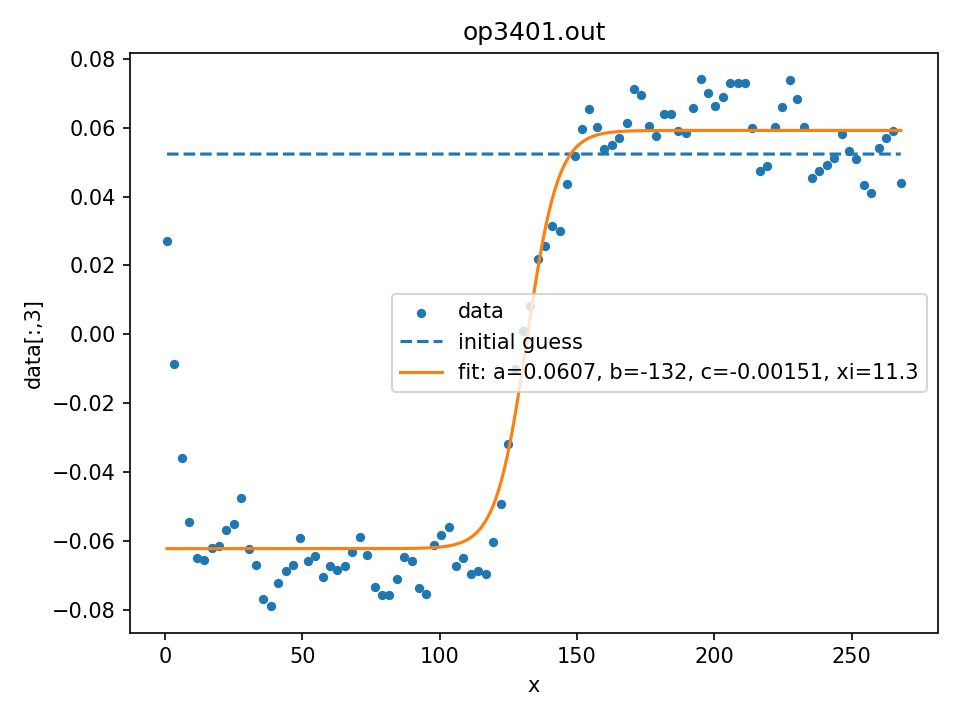 op3401.out
0.08
0.06
0.04
0.02
0.00
−0.02
−0.04
−0.06
−0.08
data[:,3]
data
initial guess
fit: a=0.0607, b=-132, c=-0.00151, xi=11.3
0 50 100 150 200 250
x